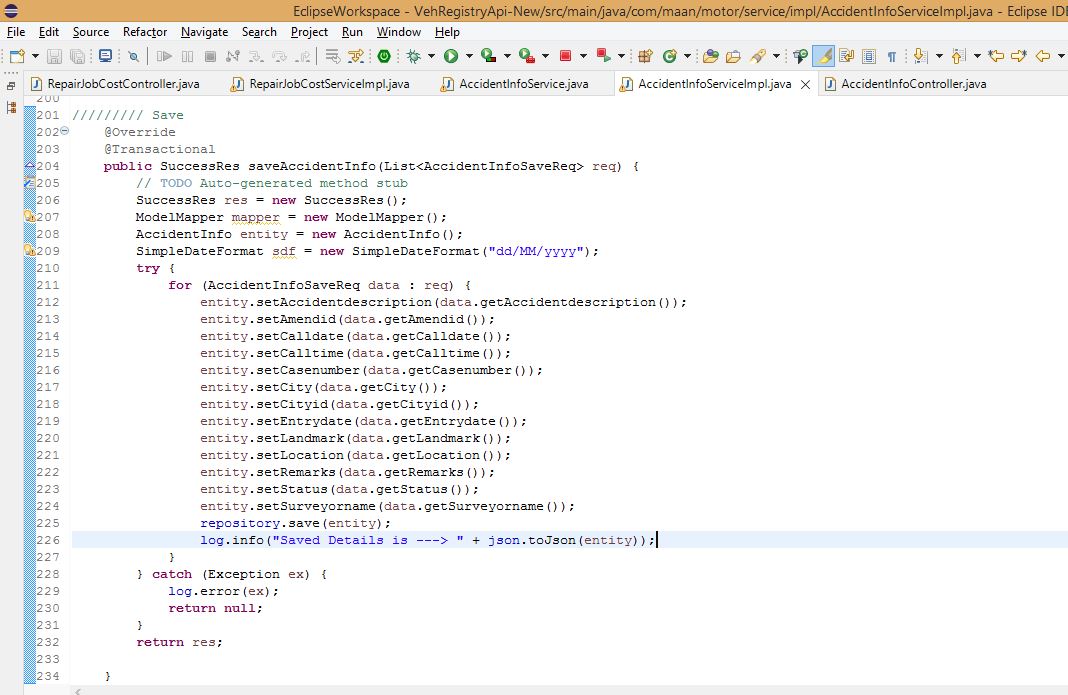 EclipseWorkspace - VehRegistryApi-New/src/main/java/com/maan/motor/service/impl/AccidentInfoServiceImpl.java - Eclipse IDE
File Edit Source Refactor Navigate Search Project Run Window Help
RepairJobCostController.java RepairJobCostServiceImpl.java AccidentInfoService.java AccidentInfoServiceImpl.java AccidentInfoController.java
200
201 ///////// Save
202 @Override
203 @Transactional
204 public SuccessRes saveAccidentInfo(List<AccidentInfoSaveReq> req) {
205 // TODO Auto-generated method stub
206 SuccessRes res = new SuccessRes();
207 ModelMapper mapper = new ModelMapper();
208 AccidentInfo entity = new AccidentInfo();
209 SimpleDateFormat sdf = new SimpleDateFormat("dd/MM/yyyy");
210 try {
211 for (AccidentInfoSaveReq data : req) {
212 entity.setAccidentdescription(data.getAccidentdescription());
213 entity.setAmendid(data.getAmendid());
214 entity.setCalldate(data.getCalldate());
215 entity.setCalltime(data.getCalltime());
216 entity.setCasenumber(data.getCasenumber());
217 entity.setCity(data.getCity());
218 entity.setCityid(data.getCityid());
219 entity.setEntrydate(data.getEntrydate());
220 entity.setLandmark(data.getLandmark());
221 entity.setLocation(data.getLocation());
222 entity.setRemarks(data.getRemarks());
223 entity.setStatus(data.getStatus());
224 entity.setSurveyorname(data.getSurveyorname());
225 repository.save(entity);
226 log.info("Saved Details is ---> " + json.toJson(entity));
227 }
228 } catch (Exception ex) {
229 log.error(ex);
230 return null;
231 }
232 return res;
233
234 }